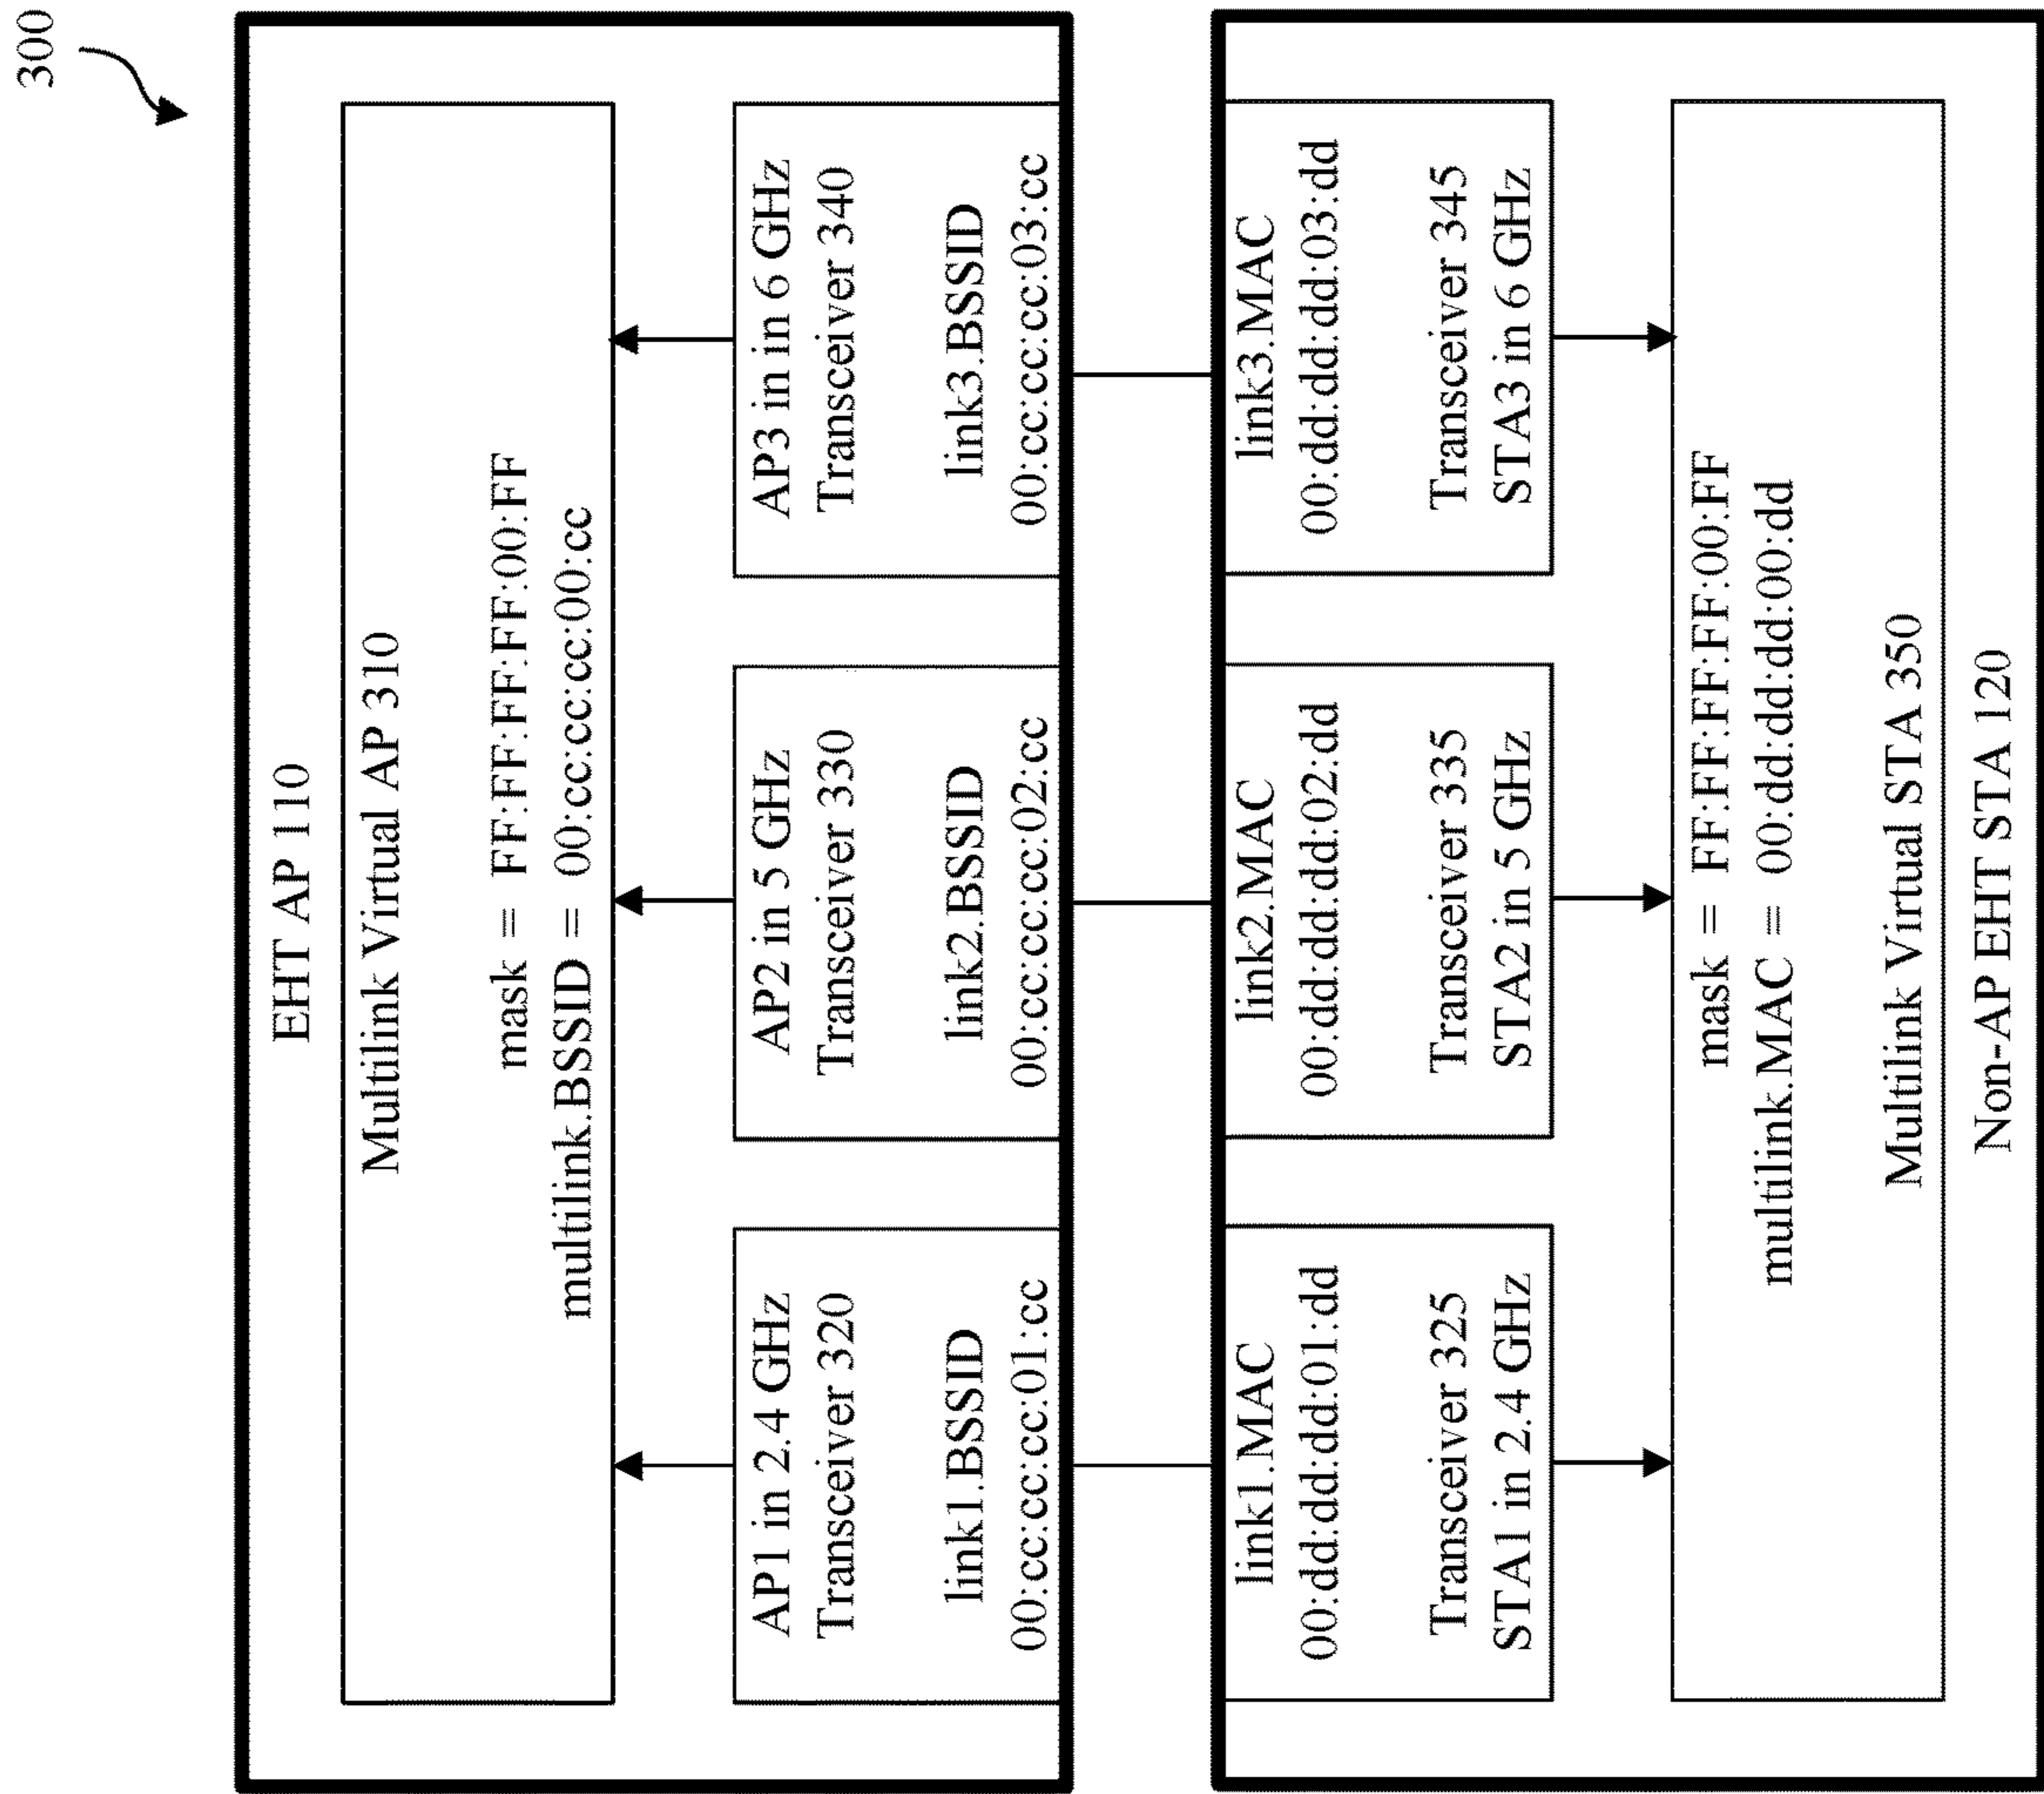 300
EHT AP 110
Multilink Virtual AP 310
mask = FF:FF:FF:FF:00:FF
multilink.BSSID = 00:cc:cc:cc:00:cc
AP1 in 2.4 GHz
Transceiver 320
link1.BSSID
00:cc:cc:cc:01:cc
AP2 in 5 GHz
Transceiver 330
link2.BSSID
00:cc:cc:cc:02:cc
AP3 in in 6 GHz
Transceiver 340
link3.BSSID
00:cc:cc:cc:03:cc
link1.MAC
00:dd:dd:dd:01:dd
Transceiver 325
STA1 in 2.4 GHz
link2.MAC
00:dd:dd:dd:02:dd
Transceiver 335
STA2 in 5 GHz
link3.MAC
00:dd:dd:dd:03:dd
Transceiver 345
STA3 in 6 GHz
mask = FF:FF:FF:FF:00:FF
multilink.MAC = 00:dd:dd:dd:00:dd
Multilink Virtual STA 350
Non-AP EHT STA 120